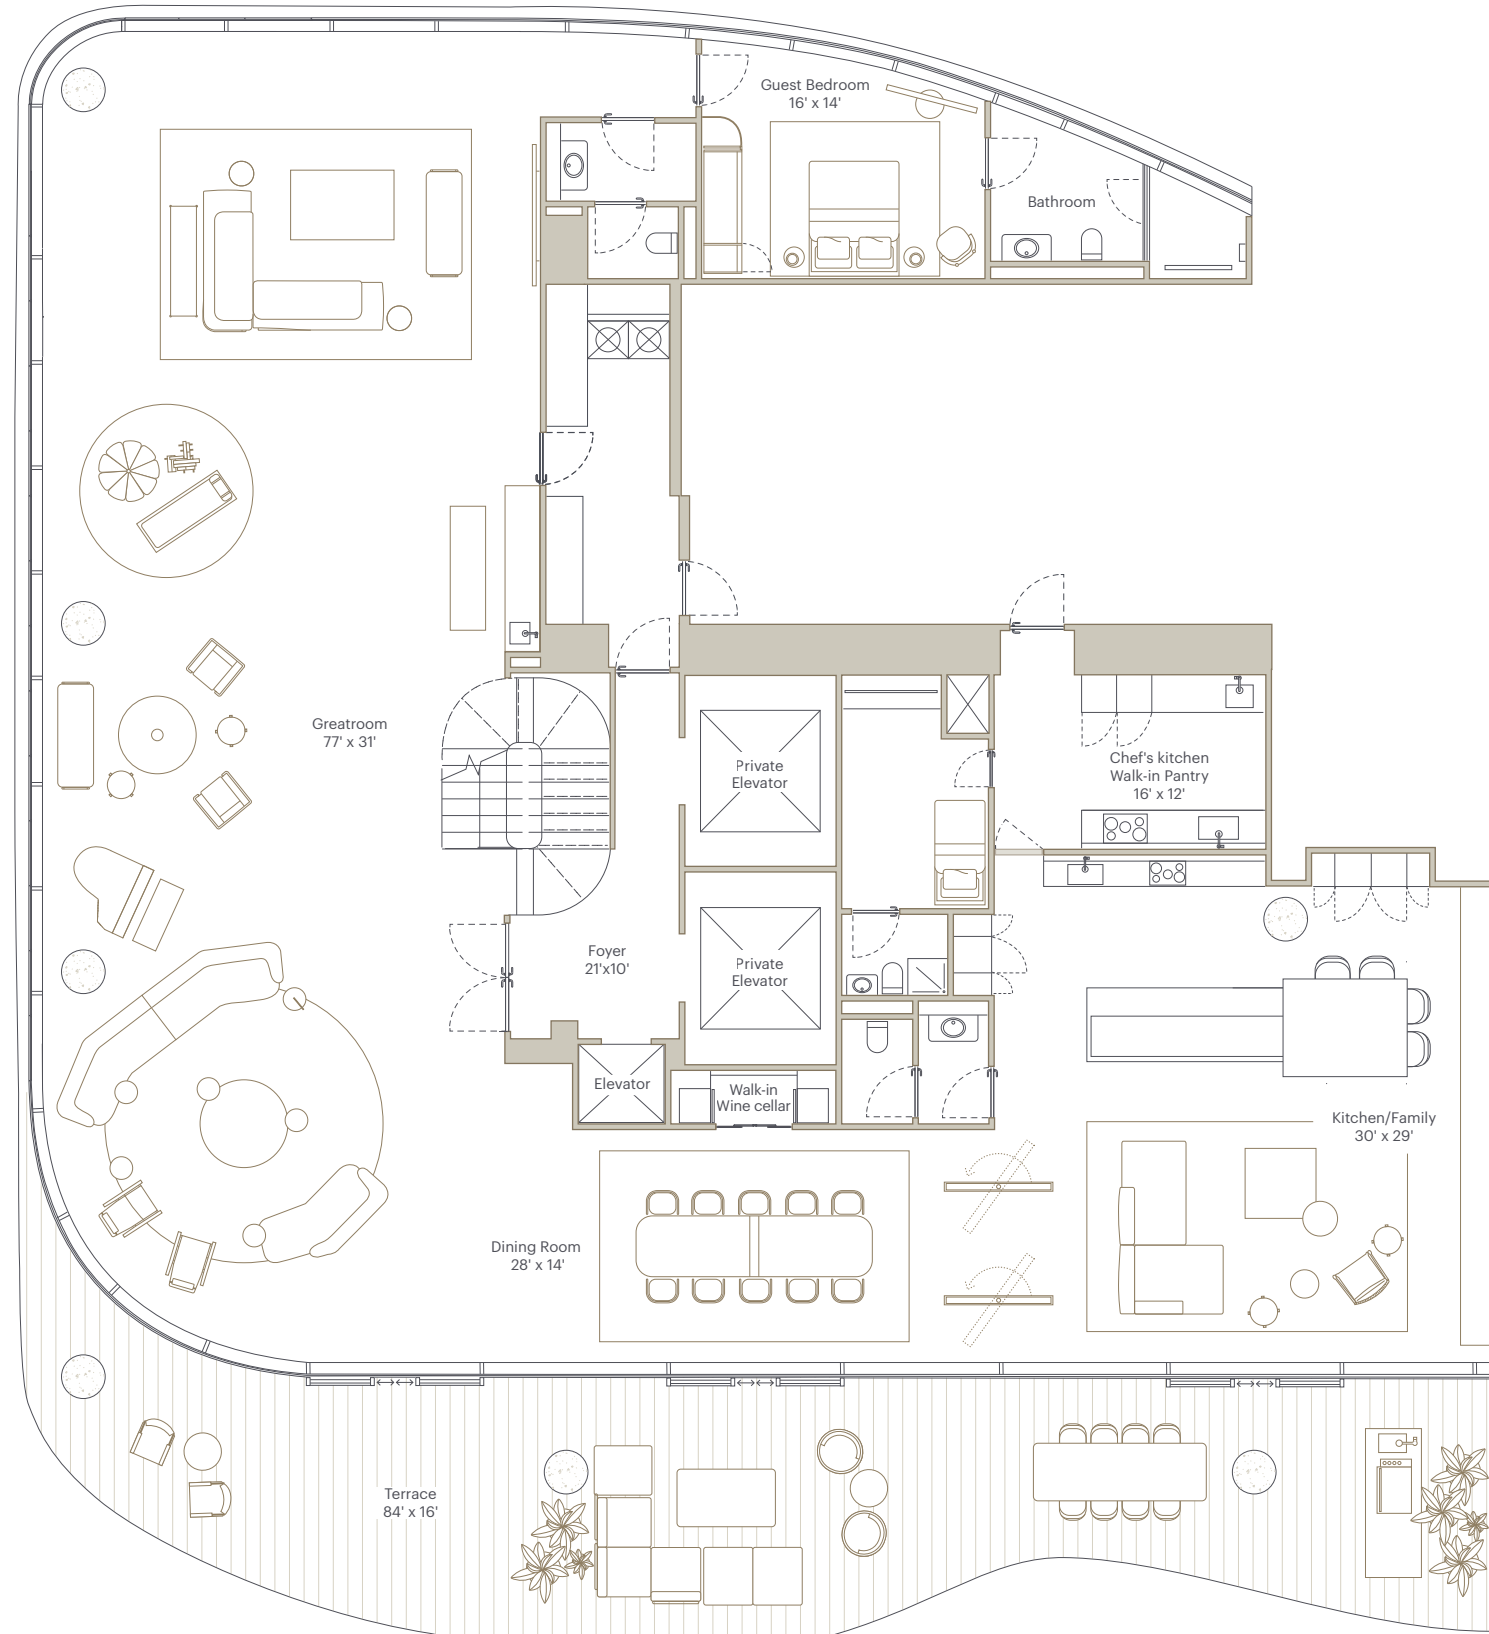 Guest Bedroom
16' x 14'
Bathroom
Greatroom
77' x 31'
Private
Elevator
Chef's kitchen
Walk-in Pantry
16' x 12'
Foyer
21'x10'
Private
Elevator
Elevator
Walk-in
Wine cellar
Kitchen/Family
30' x 29'
Dining Room
28' x 14'
Terrace
84' x 16'